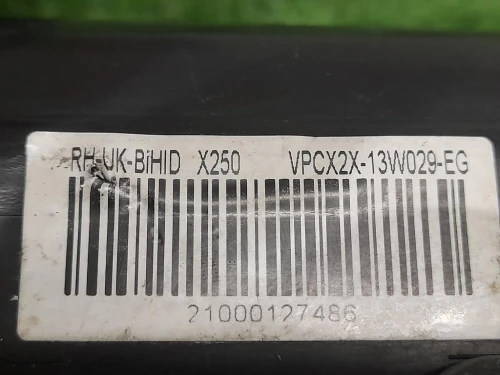 RH-UK-BiHID X250 VPCX2X-13W029-EG
21000127486